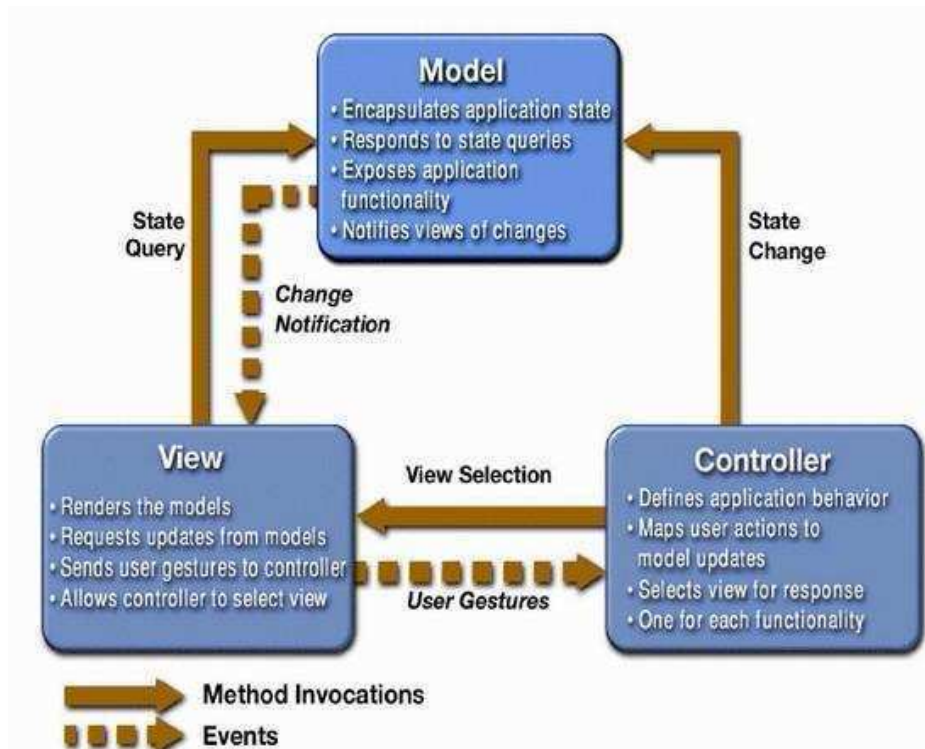 Model
• Encapsulates application state
• Responds to state queries
• Exposes application
functionality
• Notifies views of changes
State
Query
State
Change
Change
Notification
View
• Renders the models
• Requests updates from models
• Sends user gestures to controller
• Allows controller to select view
View Selection
User Gestures
Controller
• Defines application behavior
• Maps user actions to
model updates
• Selects view for response
• One for each functionality
Method Invocations
Events